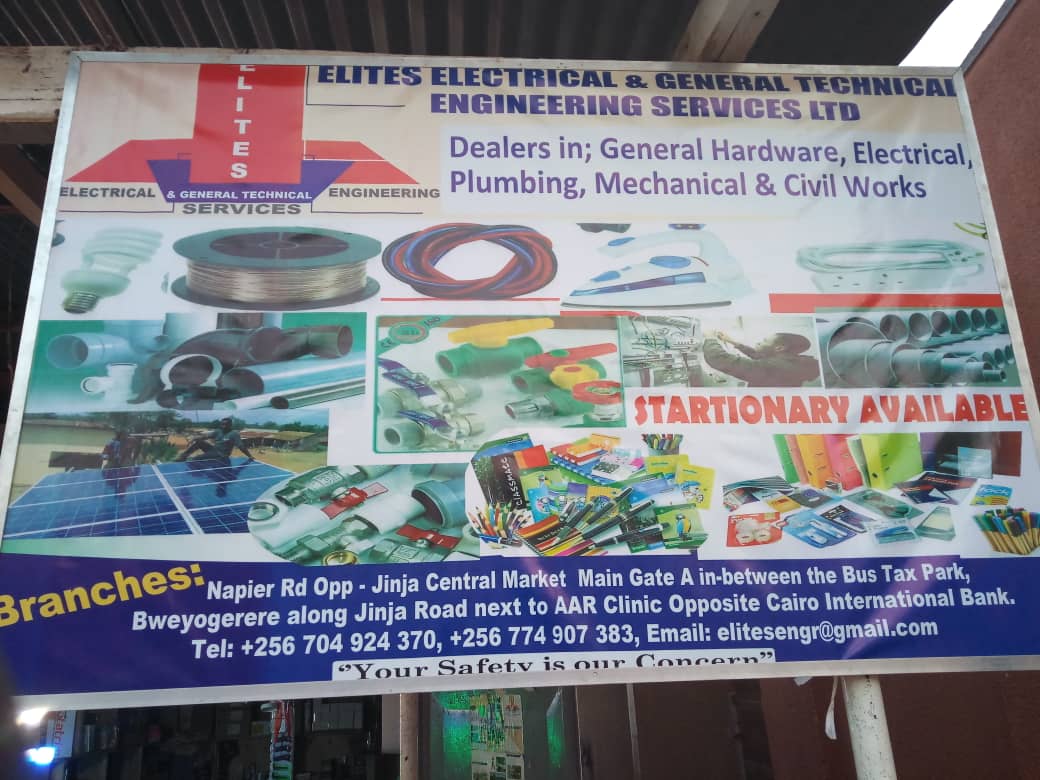 ELITES
ELECTRICAL
& GENERAL TECHNICAL
ENGINEERING
SERVICES
ELITES ELECTRICAL & GENERAL TECHNICAL
ENGINEERING SERVICES LTD
Dealers in; General Hardware, Electrical,
Plumbing, Mechanical & Civil Works
STARTIONARY AVAILABLE
CLASSMATE
Branches:
Napier Rd Opp - Jinja Central Market Main Gate A in-between the Bus Tax Park,
Bweyogerere along Jinja Road next to AAR Clinic Opposite Cairo International Bank.
Tel: +256 704 924 370, +256 774 907 383, Email: elitesengr@gmail.com
"Your Safety is our Concern"